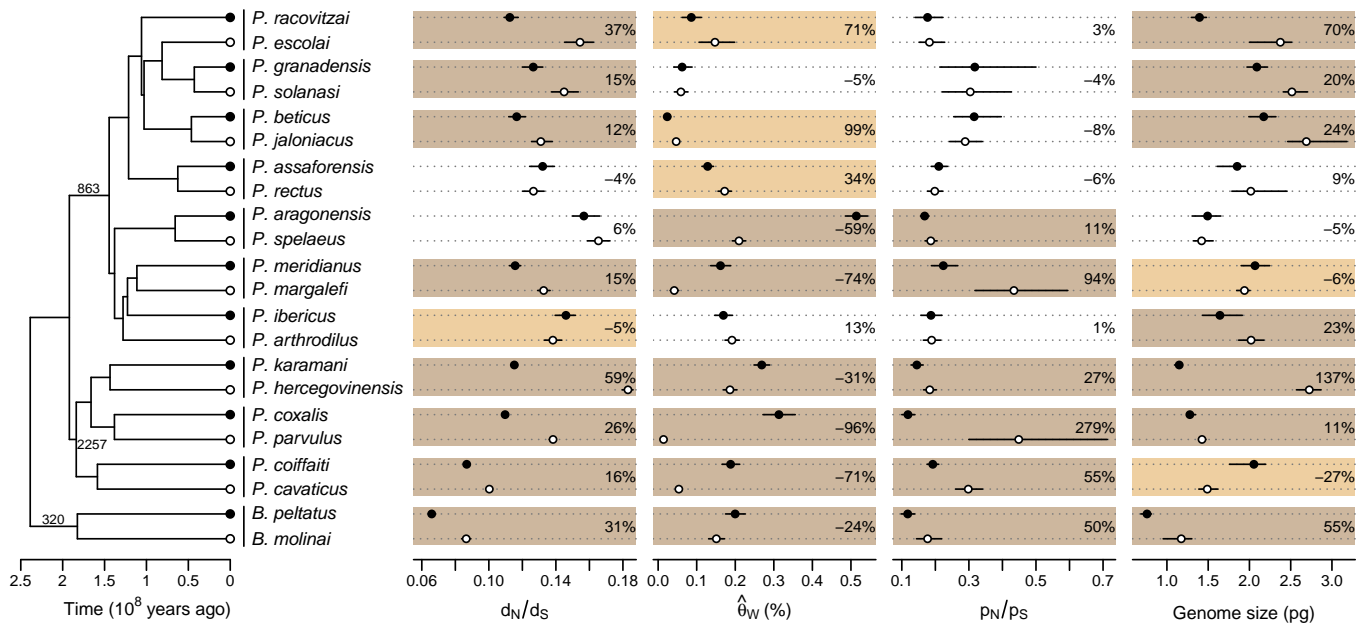 P. racovitzai
P. escolai 37% 71% 3% 70%
P. granadensis
P. solanasi 15% −5% −4% 20%
P. beticus
P. jaloniacus 12% 99% −8% 24%
P. assaforensis
P. rectus −4% 34% −6% 9%
863
P. aragonensis
P. spelaeus 6% −59% 11% −5%
P. meridianus
P. margalefi 15% −74% 94% −6%
P. ibericus
P. arthrodilus −5% 13% 1% 23%
P. karamani
P. hercegovinensis 59% −31% 27% 137%
P. coxalis
P. parvulus 26% −96% 279% 11%
2257
P. coiffaiti
P. cavaticus 16% −71% 55% −27%
B. peltatus
320
B. molinai 31% −24% 50% 55%
2.5 2 1.5 1 0.5 0 0.06 0.10 0.14 0.18 0.0 0.1 0.2 0.3 0.4 0.5 0.1 0.3 0.5 0.7 1.0 1.5 2.0 2.5 3.0
Time (10⁸ years ago) dN/dS θ̂W (%) pN/pS Genome size (pg)